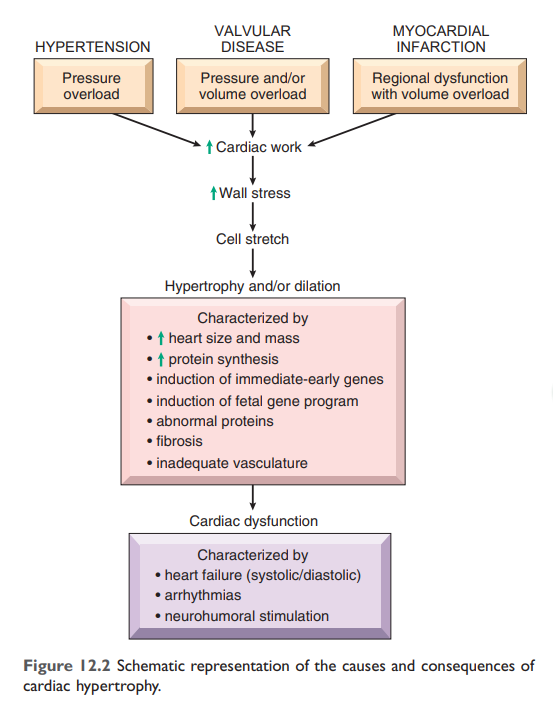 HYPERTENSION
VALVULAR
DISEASE
MYOCARDIAL
INFARCTION
Pressure
overload
Pressure and/or
volume overload
Regional dysfunction
with volume overload
↑ Cardiac work
↑ Wall stress
Cell stretch
Hypertrophy and/or dilation
Characterized by
• ↑ heart size and mass
• ↑ protein synthesis
• induction of immediate-early genes
• induction of fetal gene program
• abnormal proteins
• fibrosis
• inadequate vasculature
Cardiac dysfunction
Characterized by
• heart failure (systolic/diastolic)
• arrhythmias
• neurohumoral stimulation
Figure 12.2 Schematic representation of the causes and consequences of
cardiac hypertrophy.